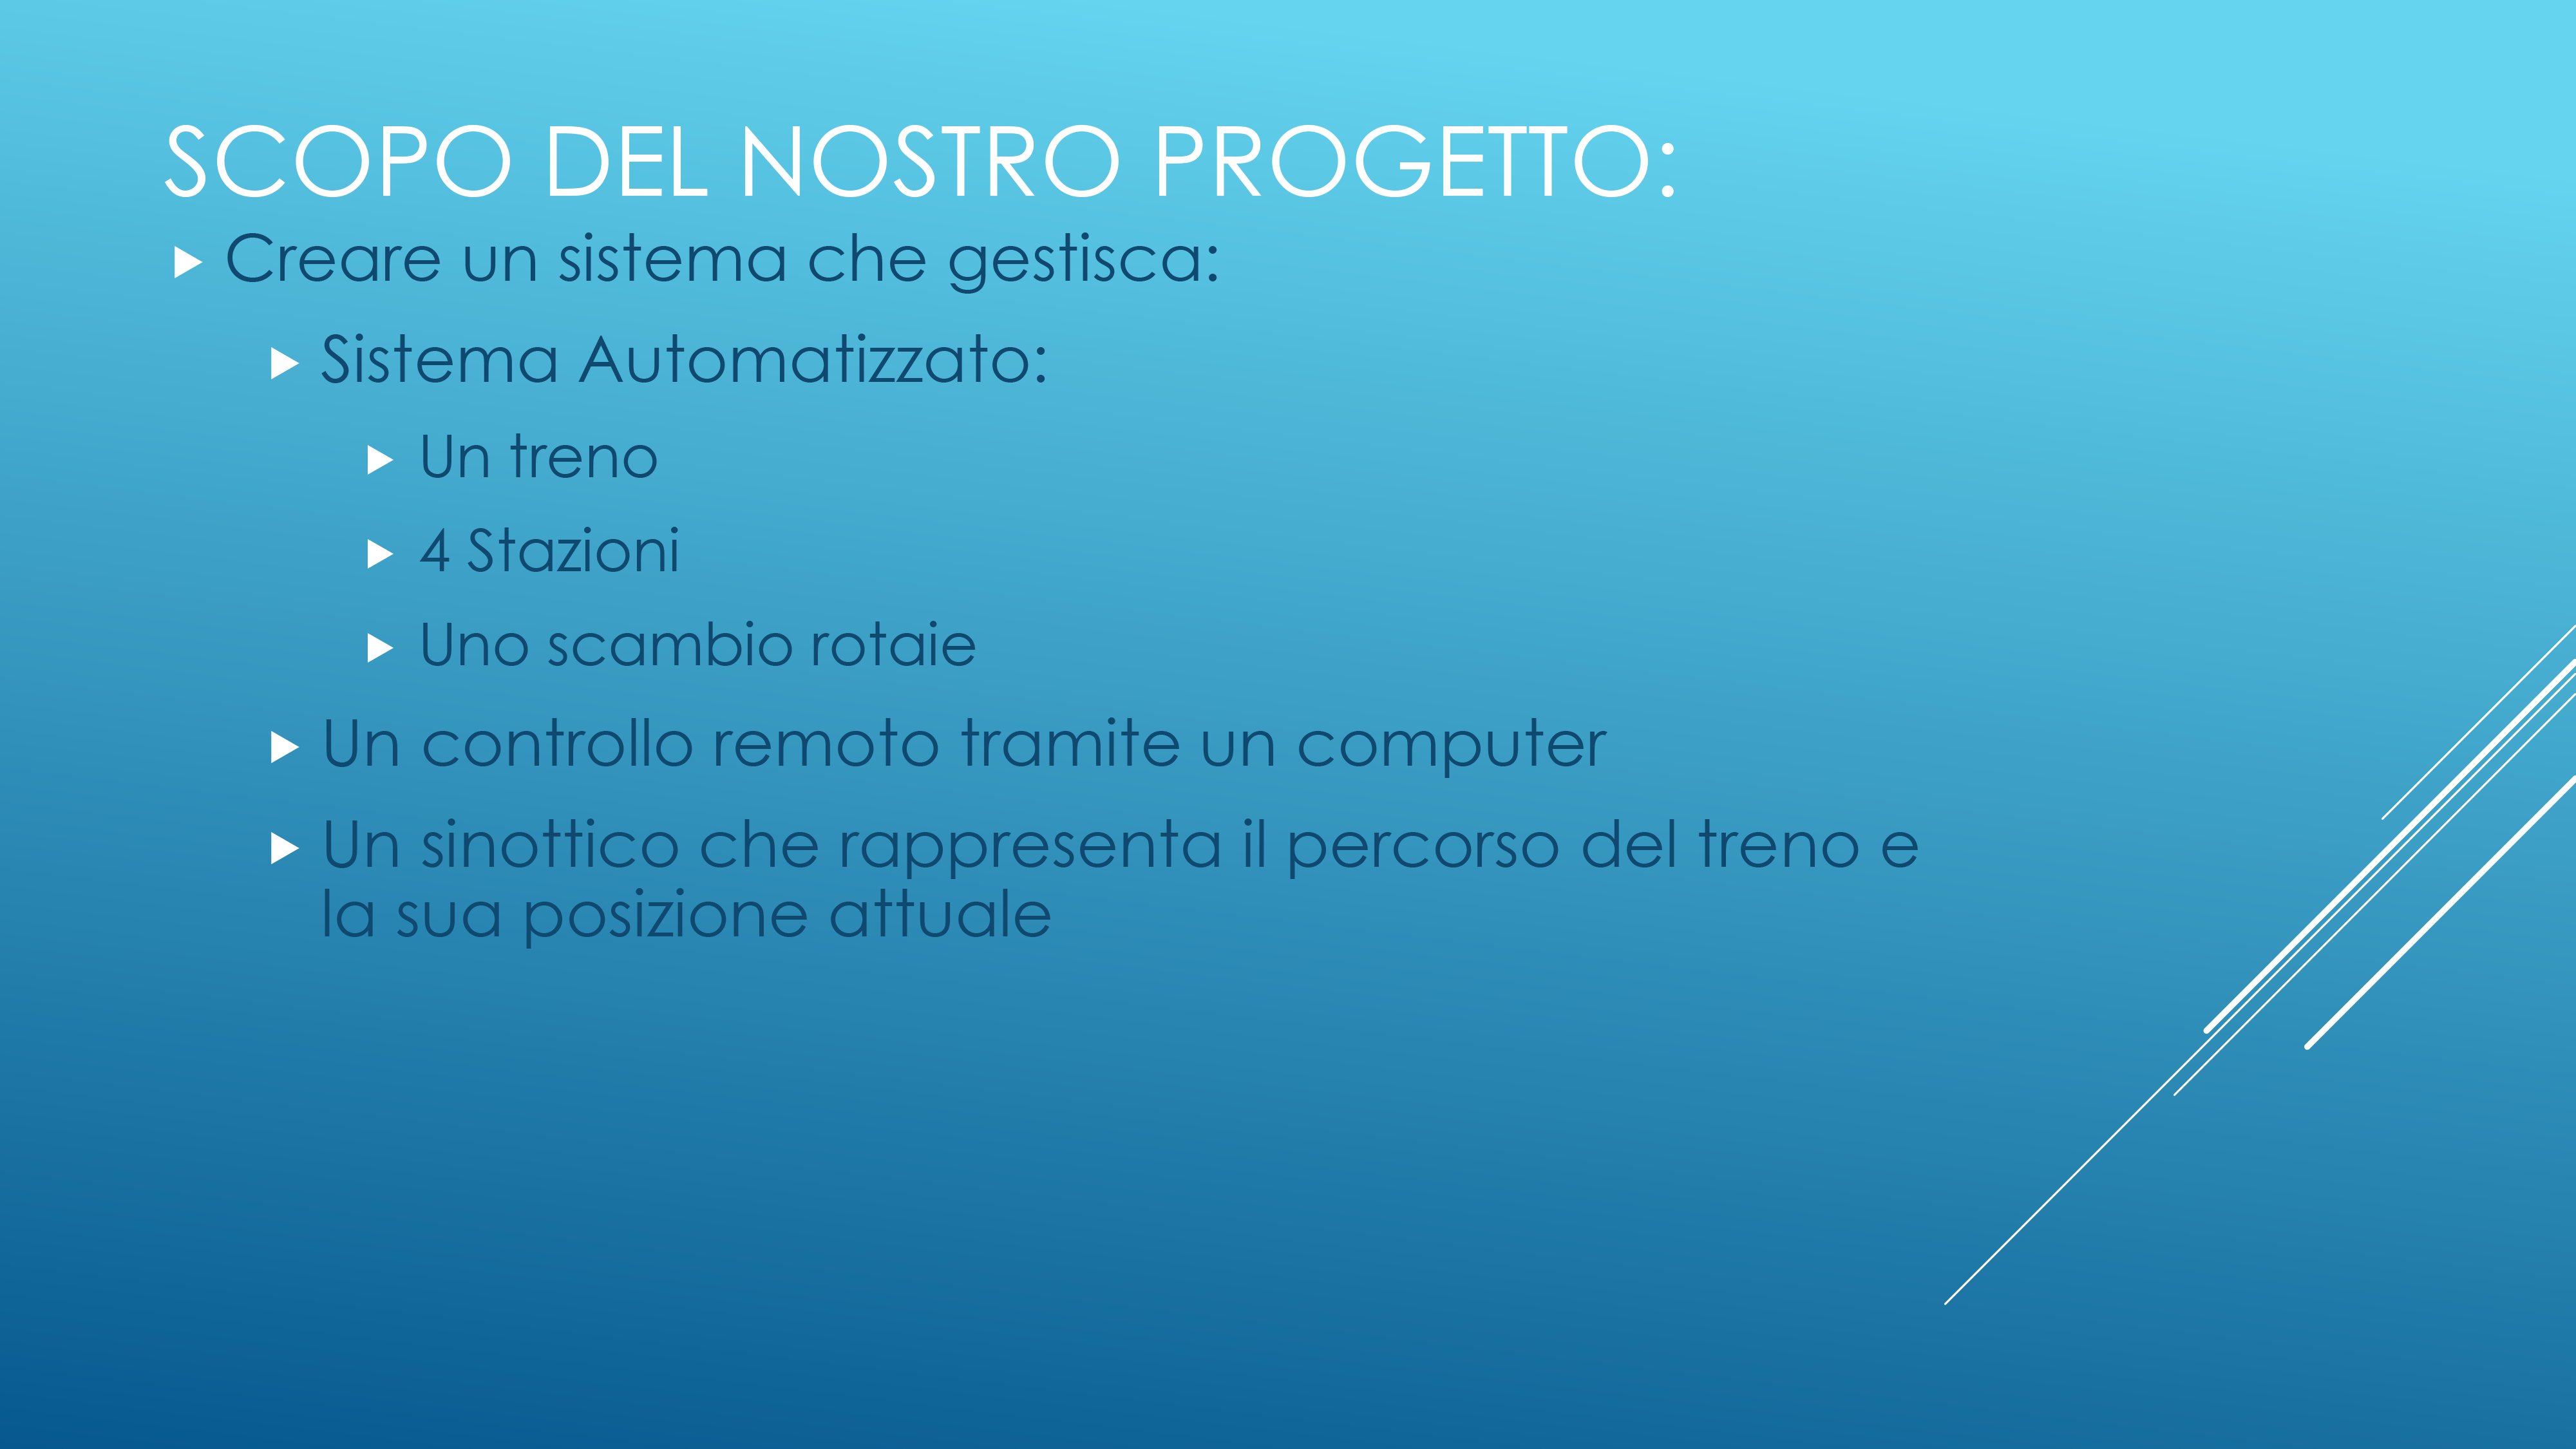 SCOPO DEL NOSTRO PROGETTO:
Creare un sistema che gestisca:
Sistema Automatizzato:
Un treno
4 Stazioni
Uno scambio rotaie
Un controllo remoto tramite un computer
Un sinottico che rappresenta il percorso del treno e
la sua posizione attuale